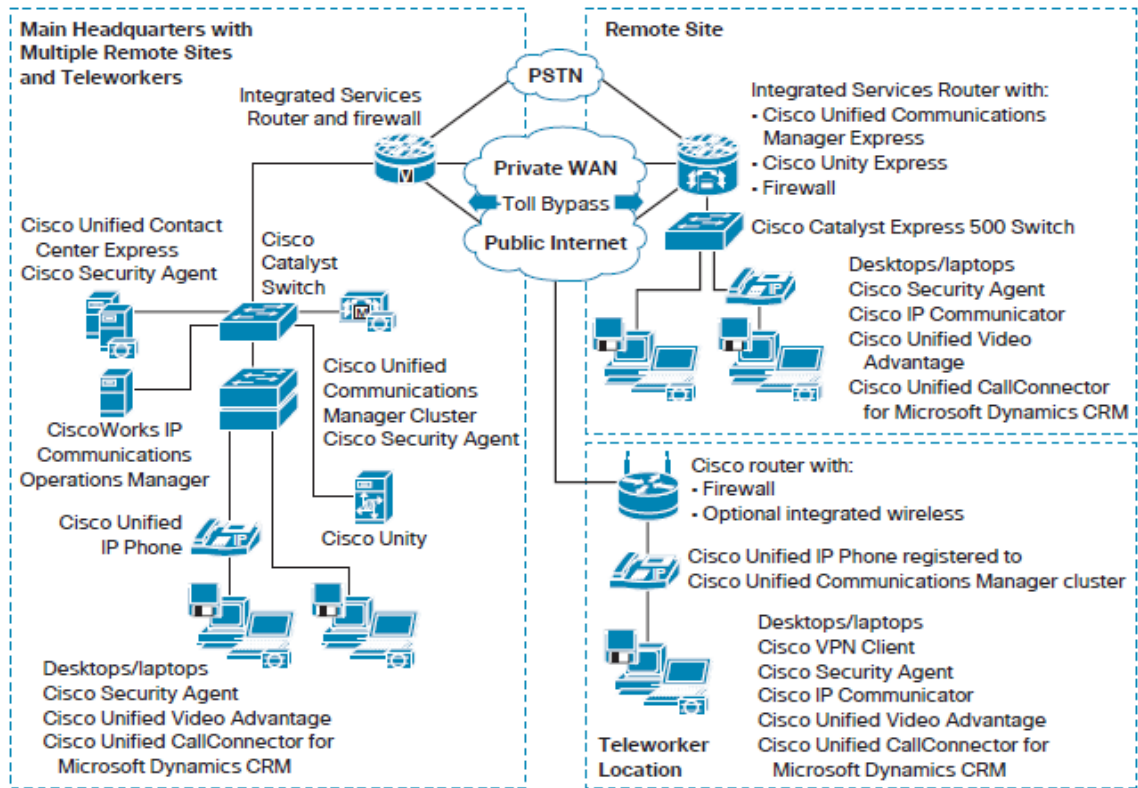 Main Headquarters with
Multiple Remote Sites
and Teleworkers
Integrated Services
Router and firewall
PSTN
Private WAN
Toll Bypass
Public Internet
V
Cisco Unified Contact
Center Express
Cisco Security Agent
Cisco
Catalyst
Switch
M
Cisco Unified
Communications
Manager Cluster
Cisco Security Agent
CiscoWorks IP
Communications
Operations Manager
Cisco Unified
IP Phone
IP
Cisco Unity
Desktops/laptops
Cisco Security Agent
Cisco Unified Video Advantage
Cisco Unified CallConnector for
Microsoft Dynamics CRM
Remote Site
Integrated Services Router with:
• Cisco Unified Communications
Manager Express
• Cisco Unity Express
• Firewall
Cisco Catalyst Express 500 Switch
IP
Desktops/laptops
Cisco Security Agent
Cisco IP Communicator
Cisco Unified Video
Advantage
Cisco Unified CallConnector
for Microsoft Dynamics CRM
Cisco router with:
• Firewall
• Optional integrated wireless
IP
Cisco Unified IP Phone registered to
Cisco Unified Communications Manager cluster
Desktops/laptops
Cisco VPN Client
Cisco Security Agent
Cisco IP Communicator
Cisco Unified Video Advantage
Cisco Unified CallConnector for
Microsoft Dynamics CRM
Teleworker
Location